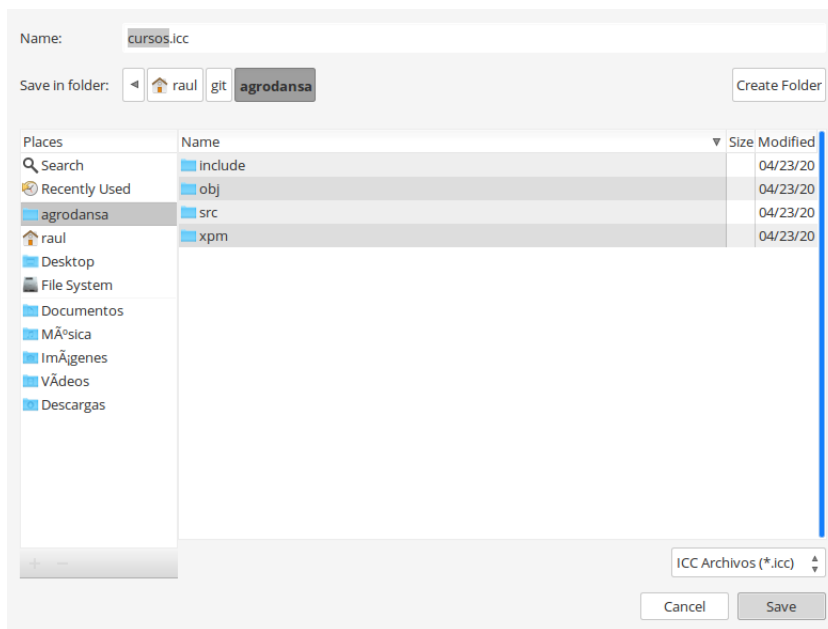 Name: cursos.icc
Save in folder: raul git agrodansa Create Folder
Places Name Size Modified
Search include 04/23/20
Recently Used obj 04/23/20
agrodansa src 04/23/20
raul xpm 04/23/20
Desktop
File System
Documentos
MÃºsica
ImÃ¡genes
VÃ­deos
Descargas
ICC Archivos (*.icc)
Cancel Save